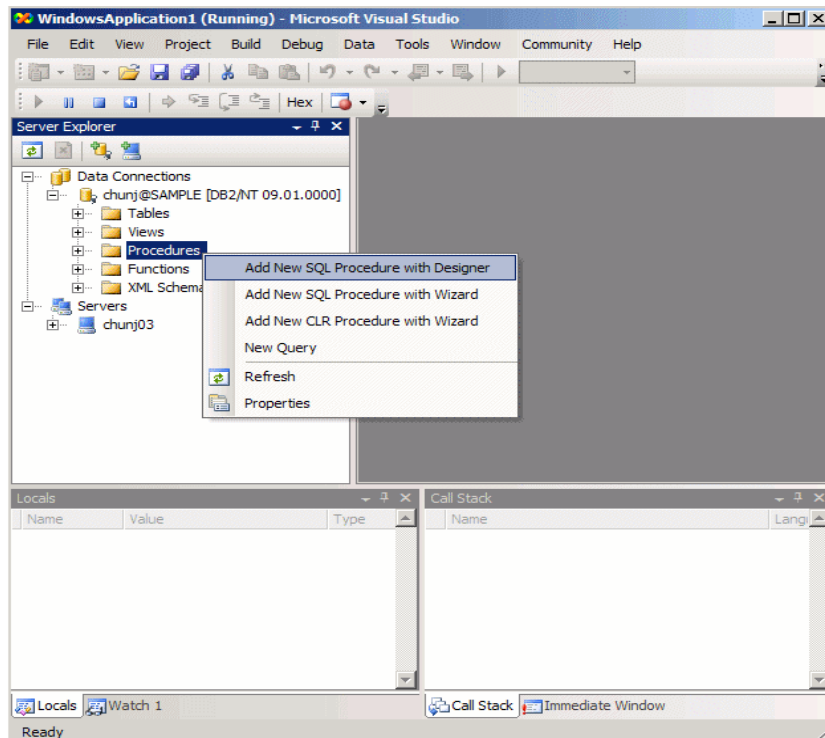 WindowsApplication1 (Running) - Microsoft Visual Studio
File Edit View Project Build Debug Data Tools Window Community Help
Hex
Server Explorer
Data Connections
chunj@SAMPLE [DB2/NT 09.01.0000]
Tables
Views
Procedures
Functions
XML Schema
Servers
chunj03
Add New SQL Procedure with Designer
Add New SQL Procedure with Wizard
Add New CLR Procedure with Wizard
New Query
Refresh
Properties
Locals
Name Value Type
Call Stack
Name Langu
Locals Watch 1
Call Stack Immediate Window
Ready